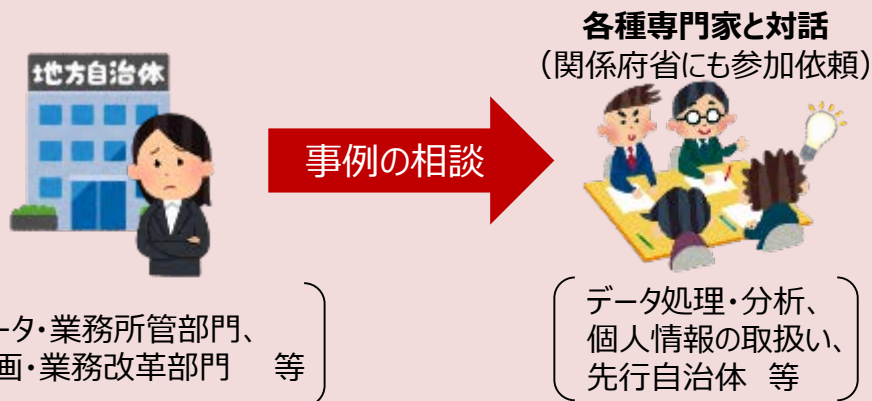 各種専門家と対話
（関係府省にも参加依頼）
地方自治体
事例の相談
ータ・業務所管部門、
画・業務改革部門　等
データ処理・分析、
個人情報の取扱い、
先行自治体 等